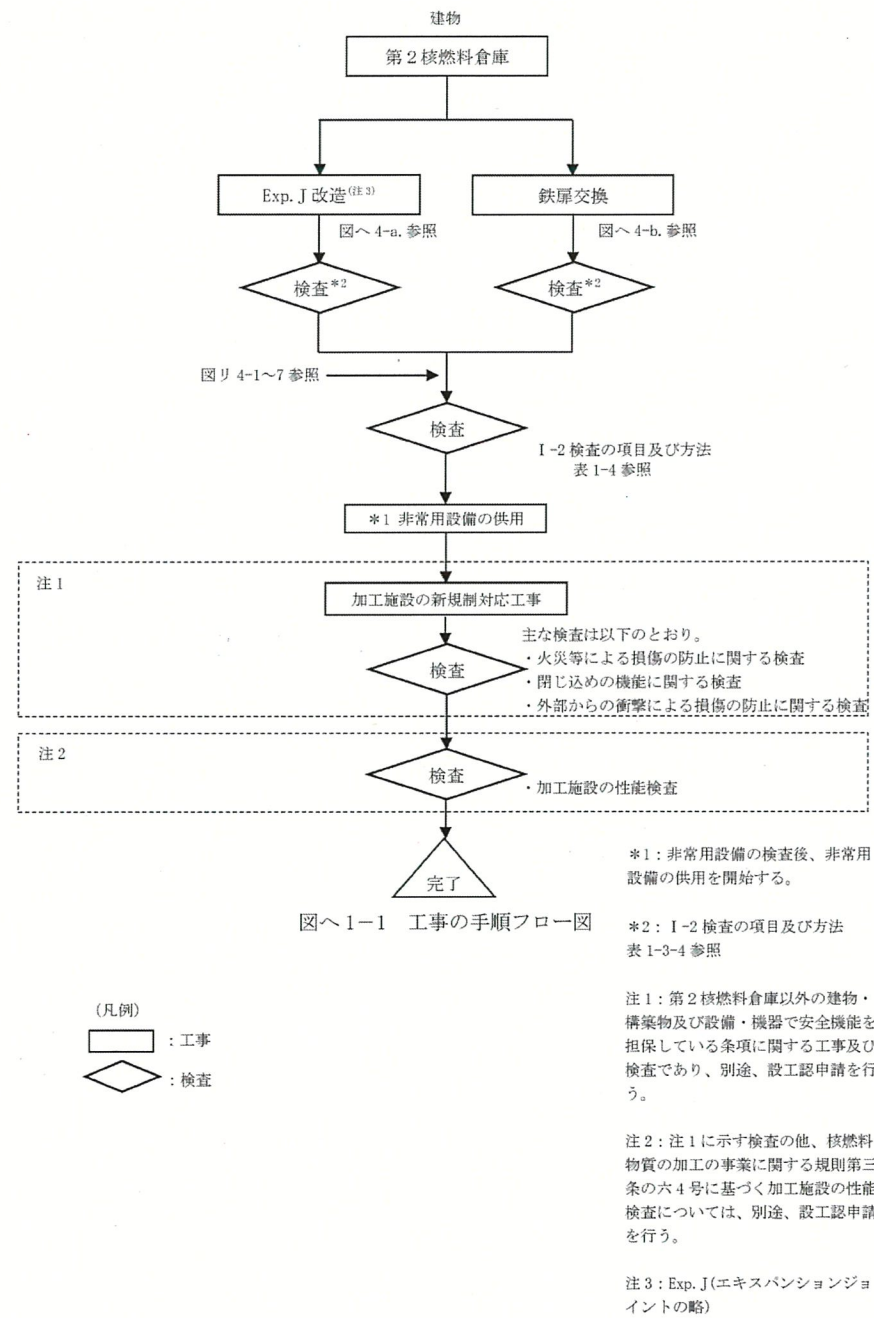 建物
第2核燃料倉庫
Exp.J改造(注3)
鉄扉交換
図へ 4-a.参照
図へ 4-b.参照
検査*2
検査*2
図リ 4-1～7 参照
検査
Ⅰ-2 検査の項目及び方法
表 1-4 参照
*1 非常用設備の供用
注1
加工施設の新規制対応工事
主な検査は以下のとおり。
・火災等による損傷の防止に関する検査
検査
・閉じ込めの機能に関する検査
・外部からの衝撃による損傷の防止に関する検査
注2
検査
・加工施設の性能検査
完了
図へ 1-1 工事の手順フロー図
*1：非常用設備の検査後、非常用
設備の供用を開始する。
*2：Ⅰ-2 検査の項目及び方法
表 1-3-4 参照
(凡例)
：工事
：検査
注1：第2核燃料倉庫以外の建物・
構築物及び設備・機器で安全機能を
担保している条項に関する工事及び
検査であり、別途、設工認申請を行
う。
注2：注1に示す検査の他、核燃料
物質の加工の事業に関する規則第三
条の六4号に基づく加工施設の性能
検査については、別途、設工認申請
を行う。
注3：Exp.J(エキスパンションジョ
イントの略)